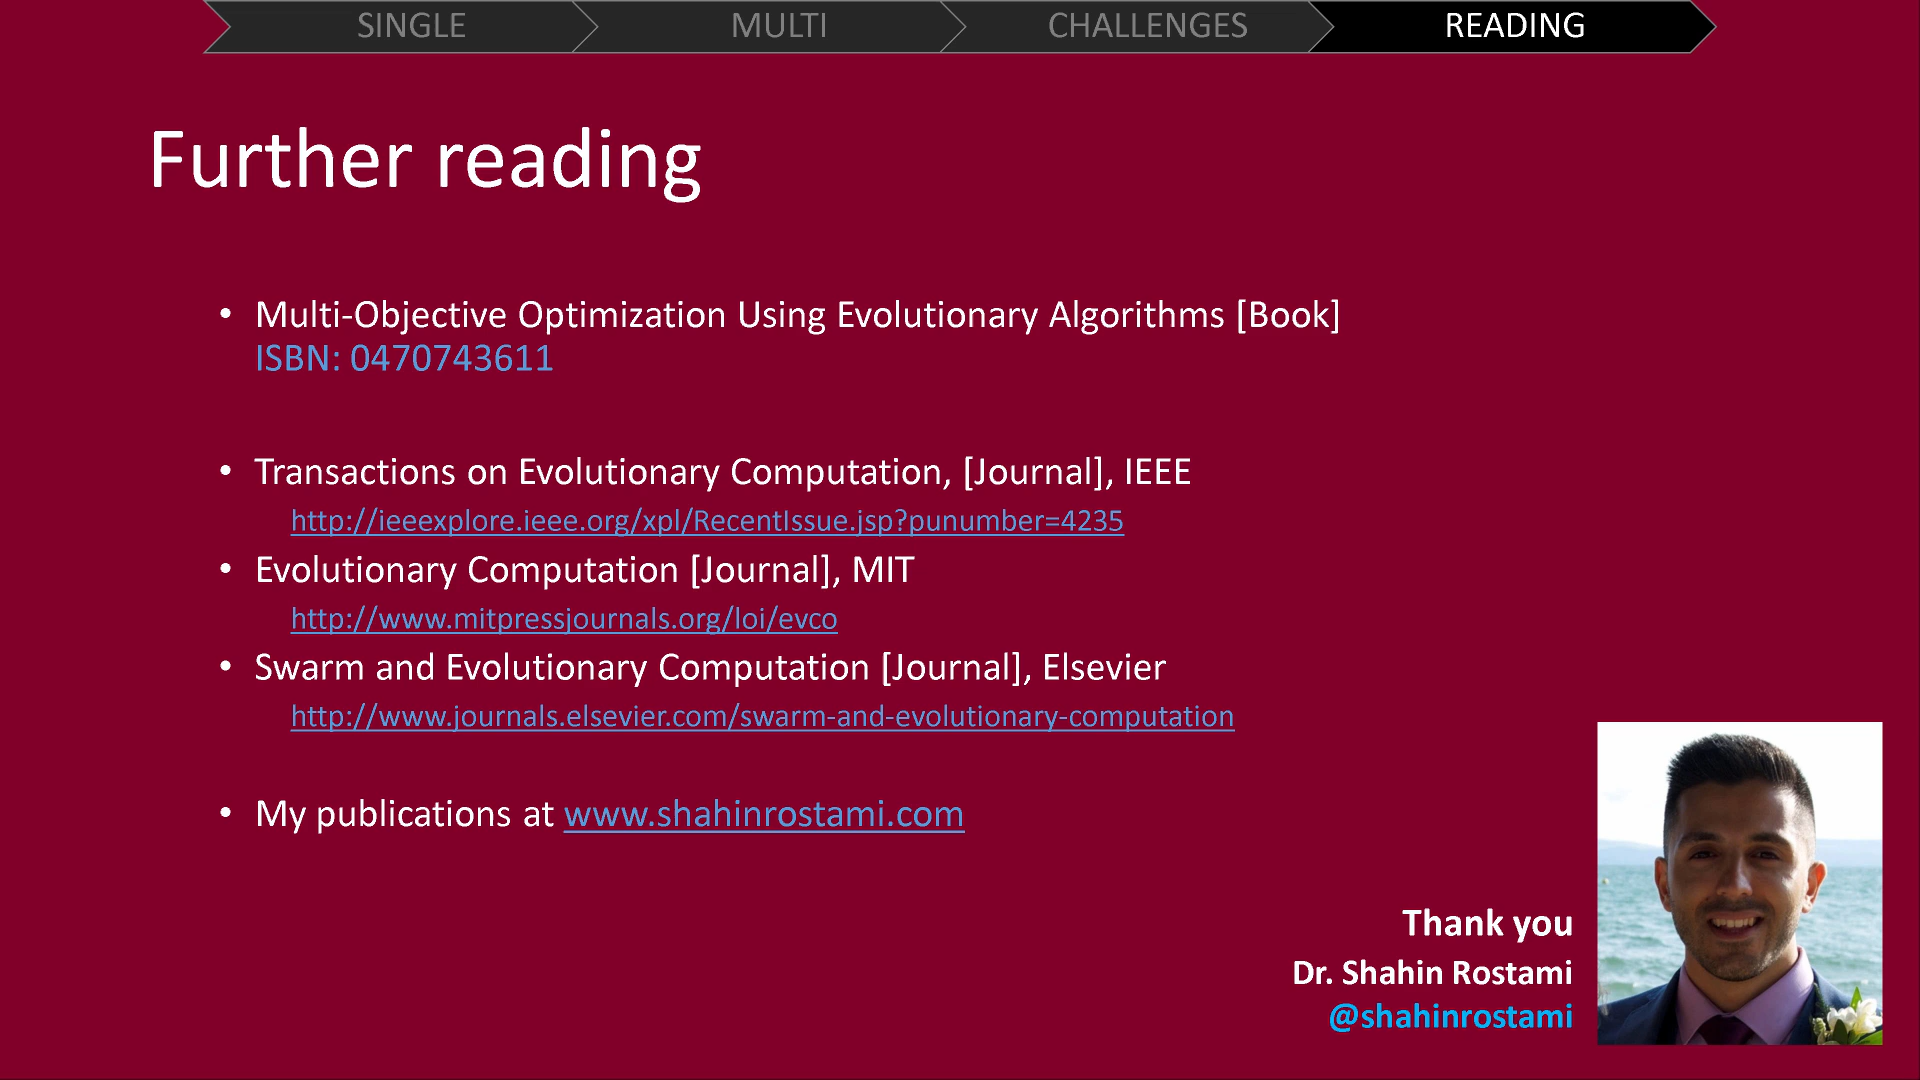 SINGLE
MULTI
CHALLENGES
READING
Further reading
• Multi-Objective Optimization Using Evolutionary Algorithms [Book]
ISBN: 0470743611
• Transactions on Evolutionary Computation, [Journal], IEEE
http://ieeexplore.ieee.org/xpl/RecentIssue.jsp?punumber=4235
• Evolutionary Computation [Journal], MIT
http://www.mitpressjournals.org/loi/evco
• Swarm and Evolutionary Computation [Journal], Elsevier
http://www.journals.elsevier.com/swarm-and-evolutionary-computation
• My publications at www.shahinrostami.com
Thank you
Dr. Shahin Rostami
@shahinrostami